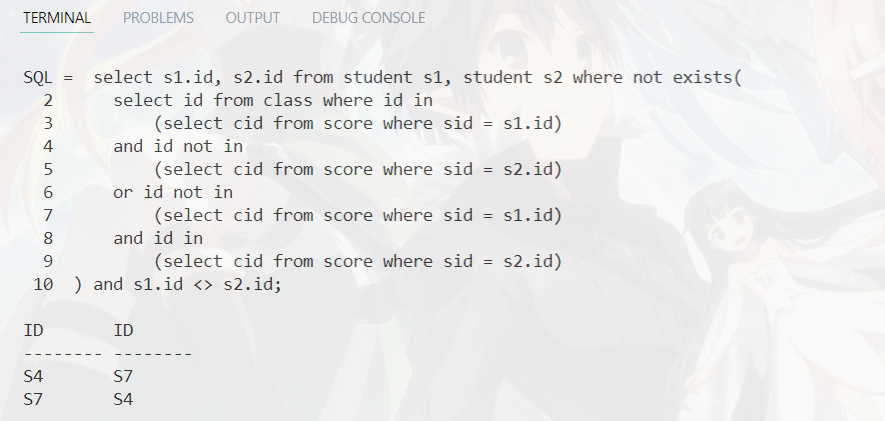 TERMINAL PROBLEMS OUTPUT DEBUG CONSOLE
SQL =  select s1.id, s2.id from student s1, student s2 where not exists(
  2      select id from class where id in
  3          (select cid from score where sid = s1.id)
  4      and id not in
  5          (select cid from score where sid = s2.id)
  6      or id not in
  7          (select cid from score where sid = s1.id)
  8      and id in
  9          (select cid from score where sid = s2.id)
 10  ) and s1.id <> s2.id;
ID       ID
-------- --------
S4       S7
S7       S4